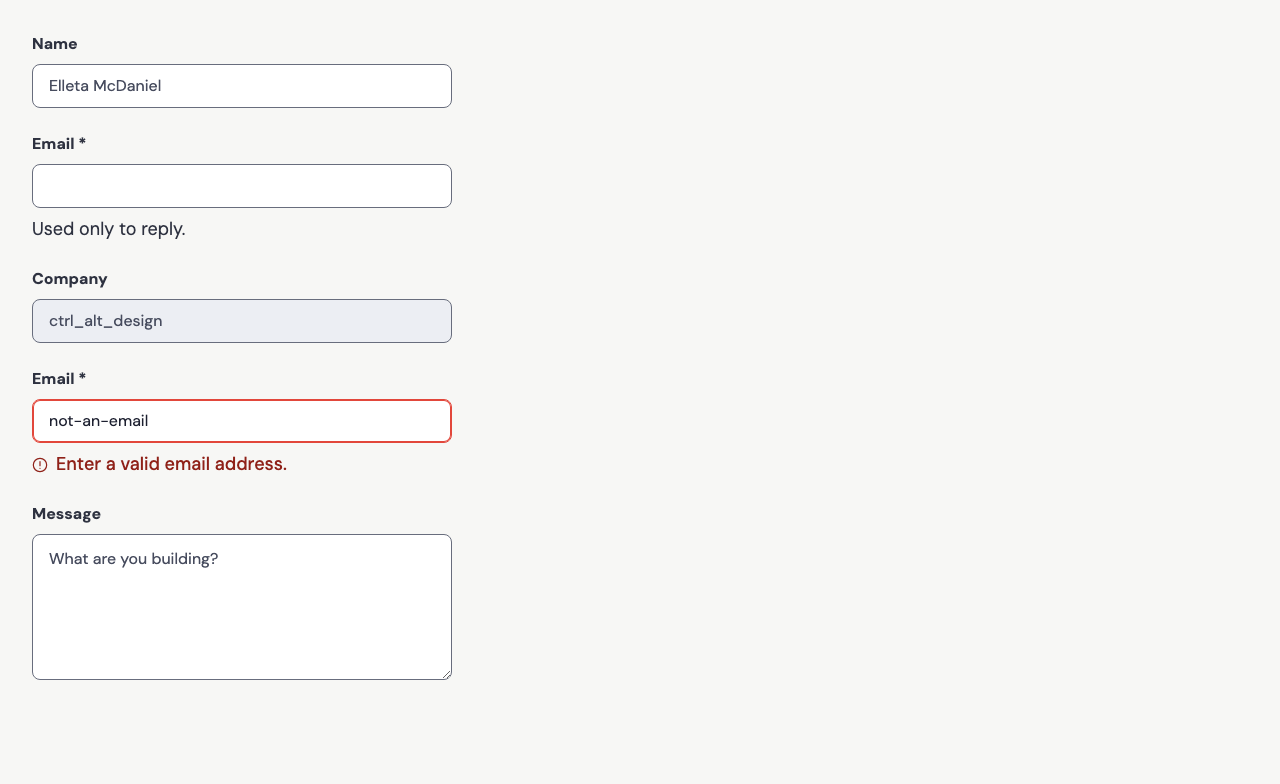 Name
Elleta McDaniel
Email *
Used only to reply.
Company
ctrl_alt_design
Email *
not-an-email
Enter a valid email address.
Message
What are you building?